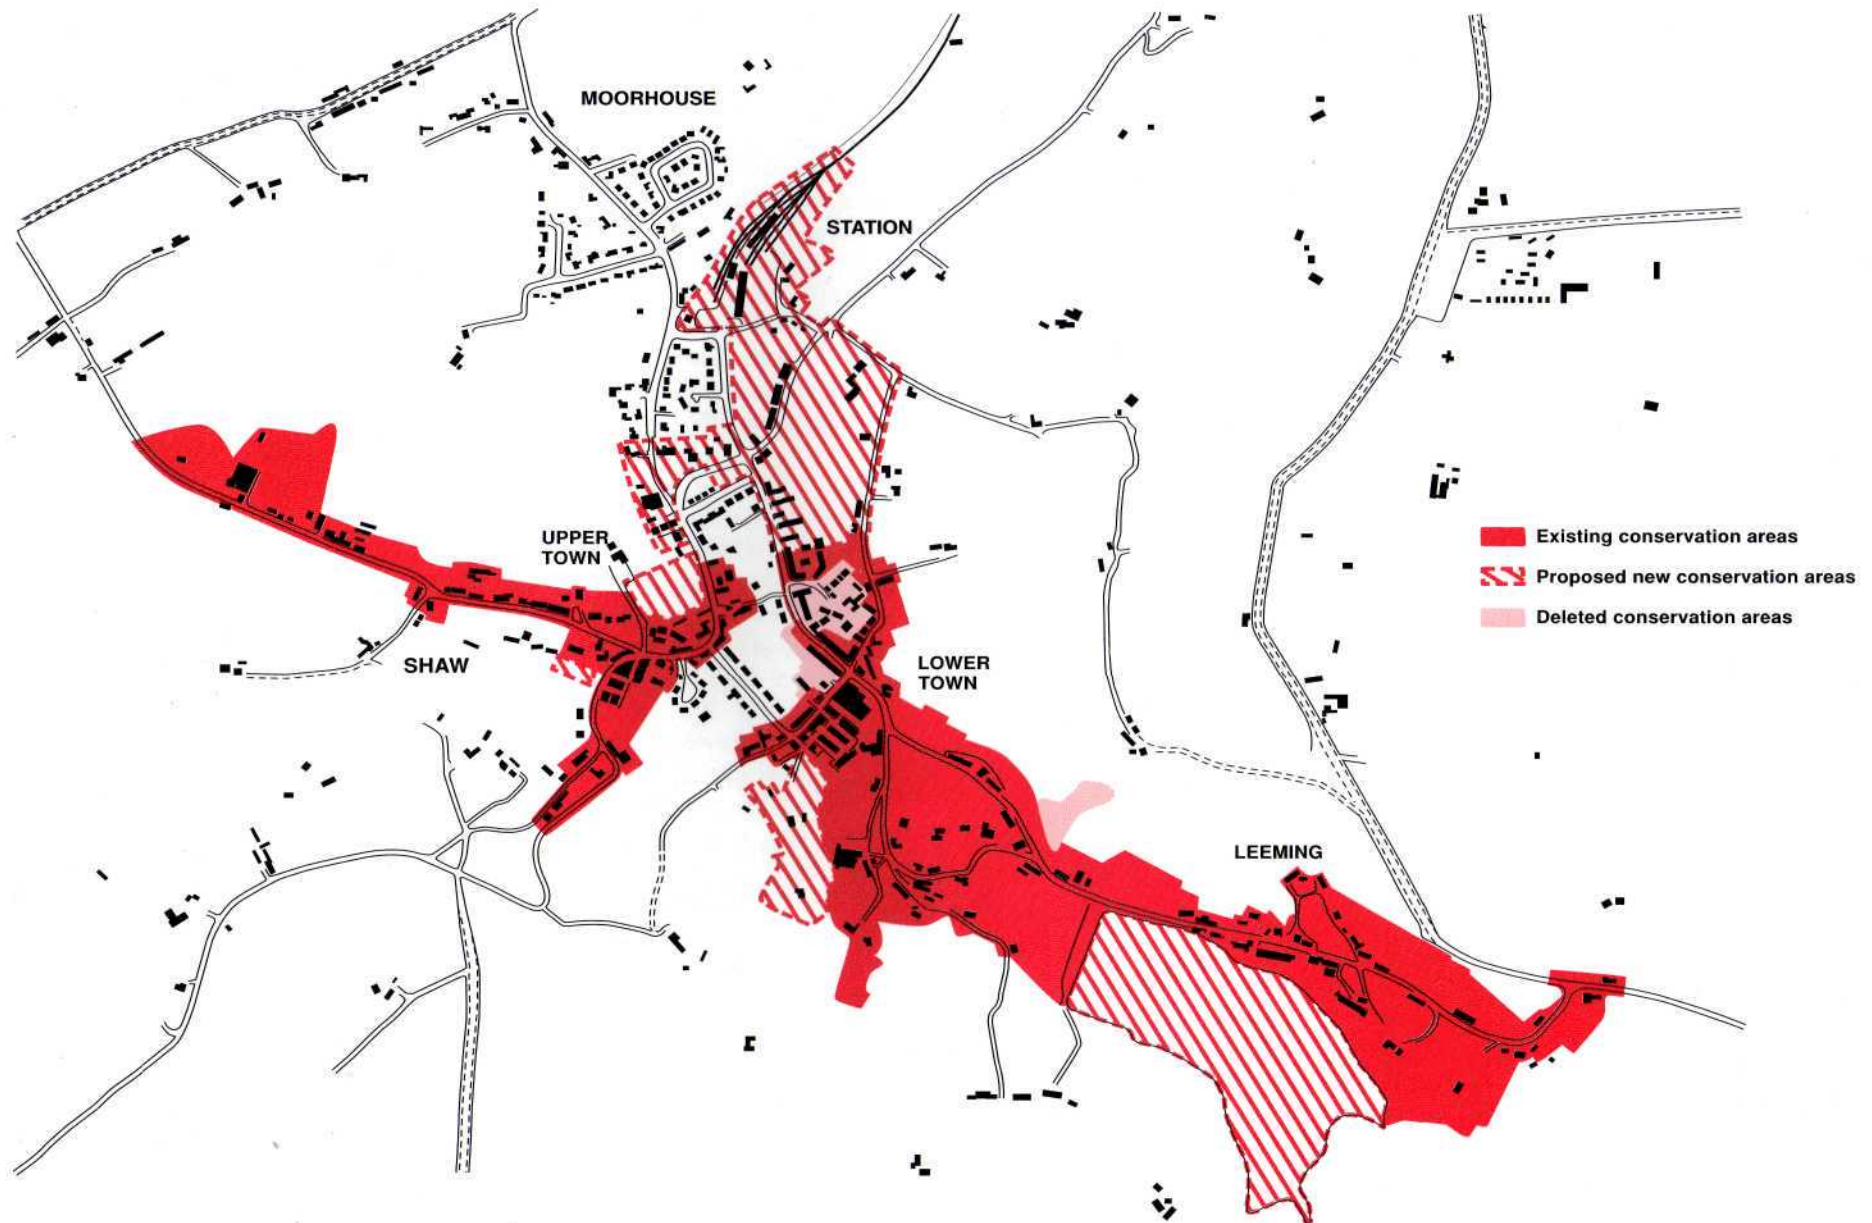 MOORHOUSE
STATION
UPPER
TOWN
SHAW
LOWER
TOWN
LEEMING
Existing conservation areas
Proposed new conservation areas
Deleted conservation areas